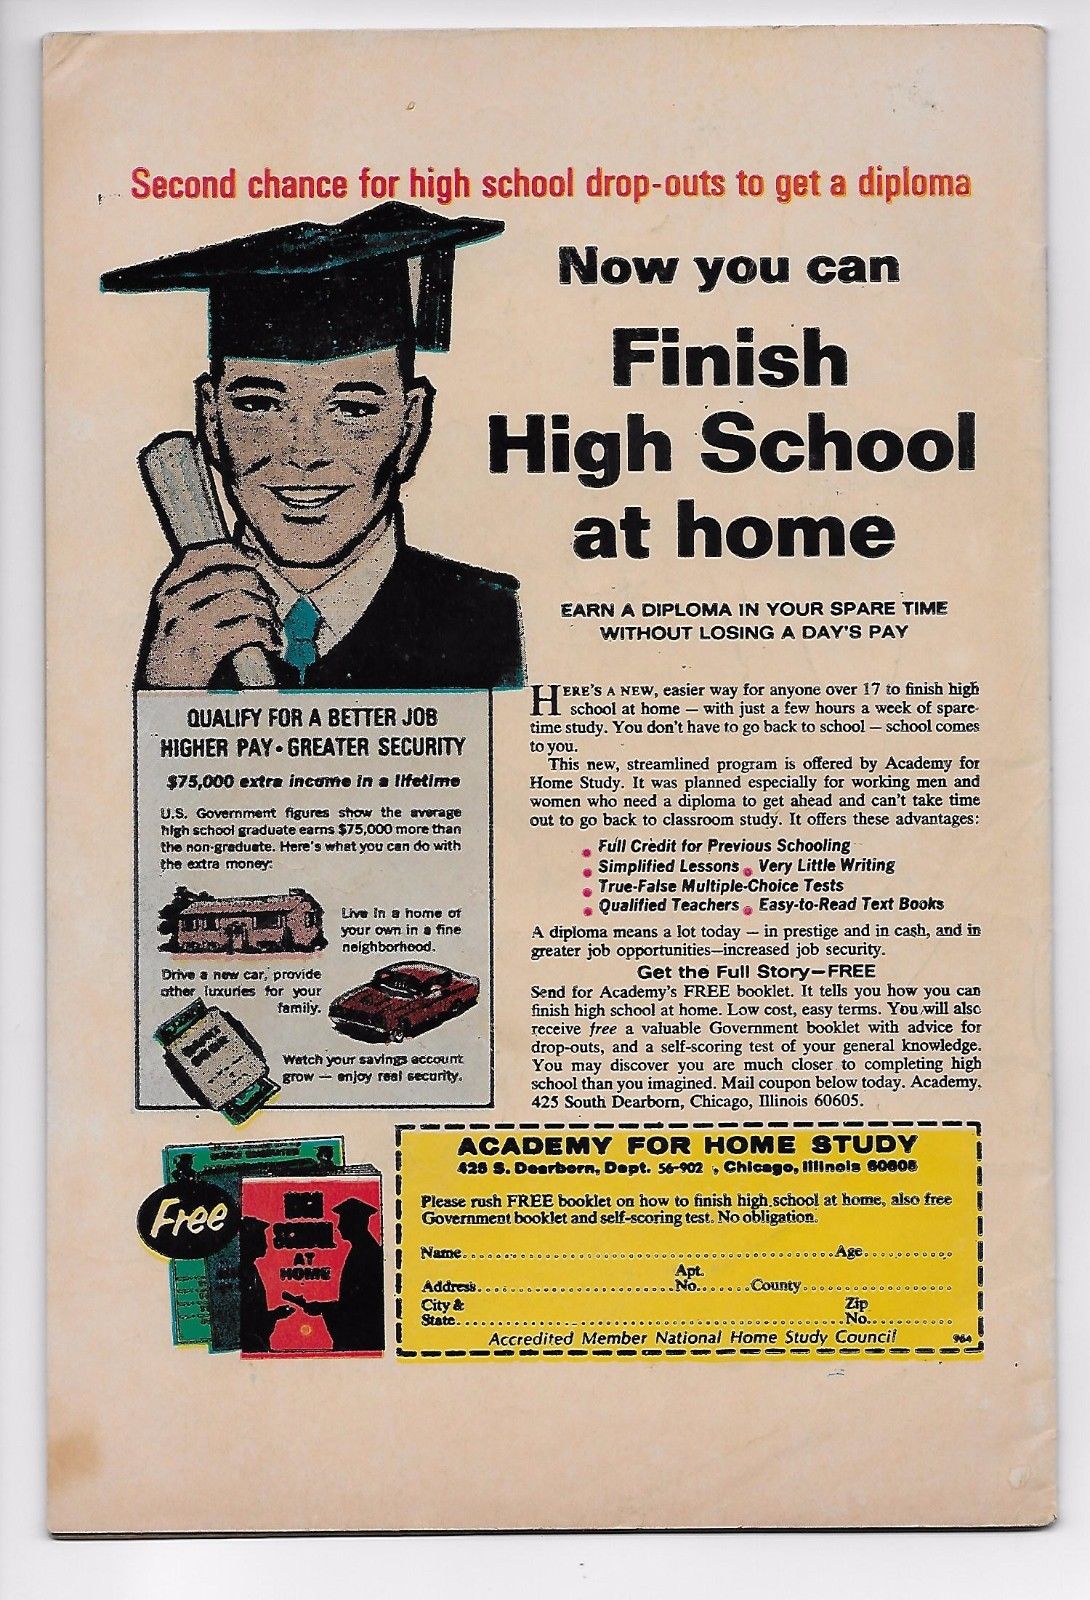 Second chance for high school drop-outs to get a diploma
Now you can
Finish
High School
at home
EARN A DIPLOMA IN YOUR SPARE TIME
WITHOUT LOSING A DAY'S PAY
QUALIFY FOR A BETTER JOB
HIGHER PAY • GREATER SECURITY
$75,000 extra income in a lifetime
U.S. Government figures show the average
high school graduate earns $75,000 more than
the non-graduate. Here's what you can do with
the extra money:
Live in a home of
your own in a fine
neighborhood.
Drive a new car, provide
other luxuries for your
family.
Watch your savings account
grow — enjoy real security.
HERE'S A NEW, easier way for anyone over 17 to finish high
school at home — with just a few hours a week of spare-
time study. You don't have to go back to school — school comes
to you.
This new, streamlined program is offered by Academy for
Home Study. It was planned especially for working men and
women who need a diploma to get ahead and can't take time
out to go back to classroom study. It offers these advantages:
• Full Credit for Previous Schooling
• Simplified Lessons • Very Little Writing
• True-False Multiple-Choice Tests
• Qualified Teachers • Easy-to-Read Text Books
A diploma means a lot today — in prestige and in cash, and in
greater job opportunities—increased job security.
Get the Full Story—FREE
Send for Academy's FREE booklet. It tells you how you can
finish high school at home. Low cost, easy terms. You will also
receive free a valuable Government booklet with advice for
drop-outs, and a self-scoring test of your general knowledge.
You may discover you are much closer to completing high
school than you imagined. Mail coupon below today. Academy,
425 South Dearborn, Chicago, Illinois 60605.
Free
HIGH
SCHOOL
AT
HOME
ACADEMY FOR HOME STUDY
425 S. Dearborn, Dept. 56-902 , Chicago, Illinois 60605
Please rush FREE booklet on how to finish high school at home, also free
Government booklet and self-scoring test. No obligation.
Name.......Age.......
Address.......Apt. No.......County.......
City & State.......Zip No.......
Accredited Member National Home Study Council 964